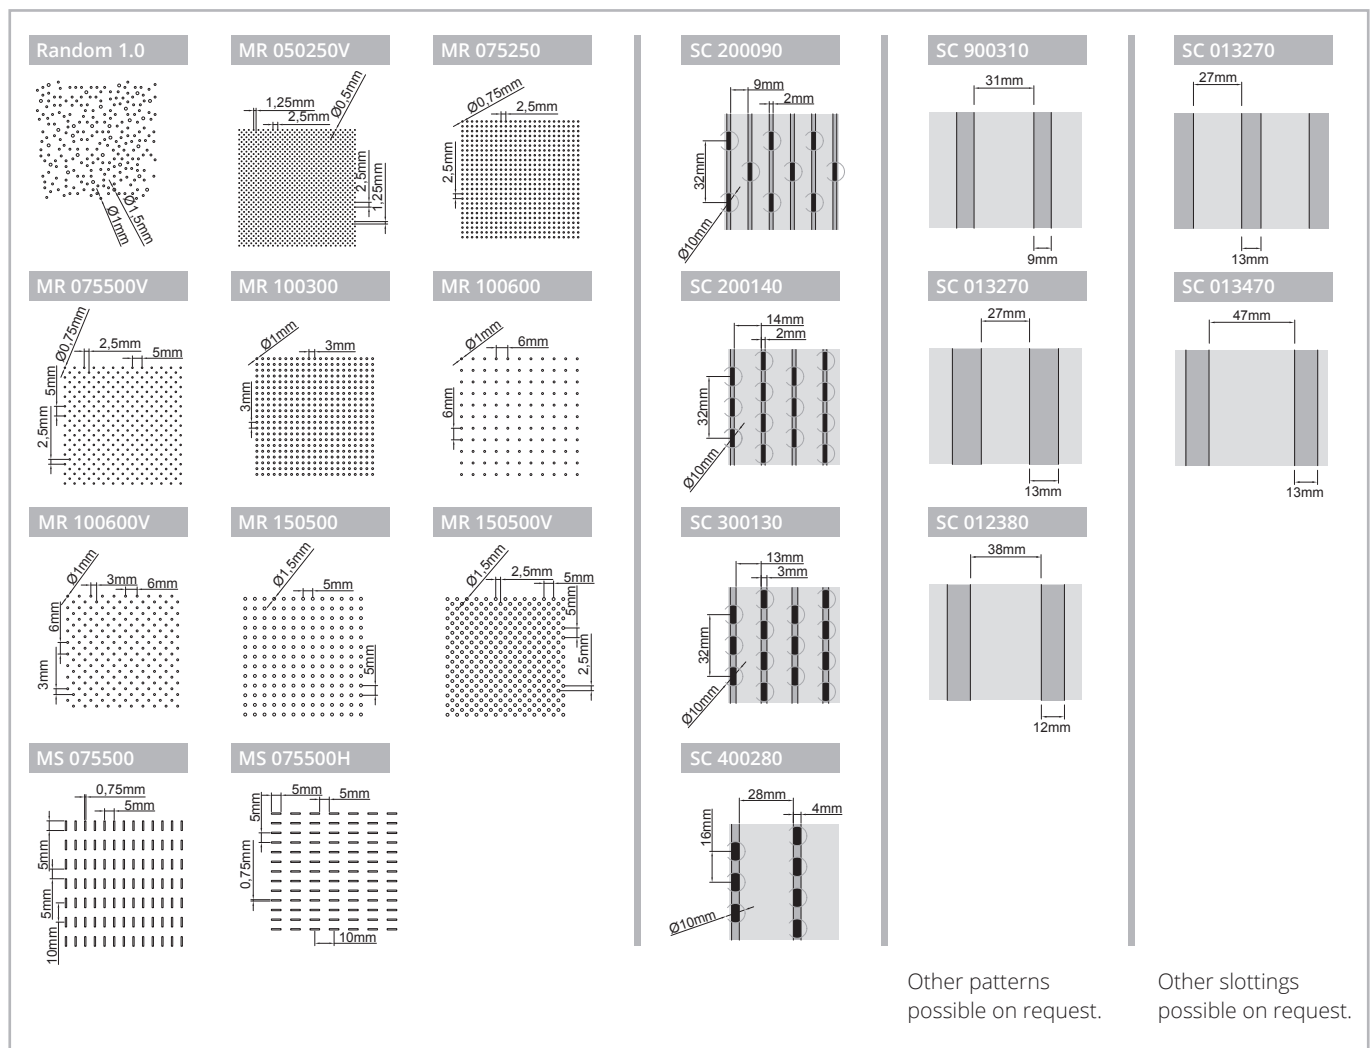 Random 1.0
Ø1mm
Ø1,5mm
MR 050250V
1,25mm
2,5mm
Ø0,5mm
2,5mm
1,25mm
MR 075250
Ø0,75mm
2,5mm
2,5mm
SC 200090
9mm
2mm
32mm
Ø10mm
SC 900310
31mm
9mm
SC 013270
27mm
13mm
MR 075500V
Ø0,75mm
2,5mm
5mm
5mm
2,5mm
MR 100300
Ø1mm
3mm
3mm
MR 100600
Ø1mm
6mm
6mm
SC 200140
14mm
2mm
32mm
Ø10mm
SC 013270
27mm
13mm
SC 013470
47mm
13mm
MR 100600V
Ø1mm
3mm
6mm
6mm
3mm
MR 150500
Ø1,5mm
5mm
5mm
MR 150500V
Ø1,5mm
2,5mm
5mm
5mm
2,5mm
SC 300130
13mm
3mm
32mm
Ø10mm
SC 012380
38mm
12mm
MS 075500
0,75mm
5mm
5mm
5mm
10mm
MS 075500H
5mm
5mm
5mm
0,75mm
10mm
SC 400280
28mm
4mm
16mm
Ø10mm
Other patterns
possible on request.
Other slottings
possible on request.